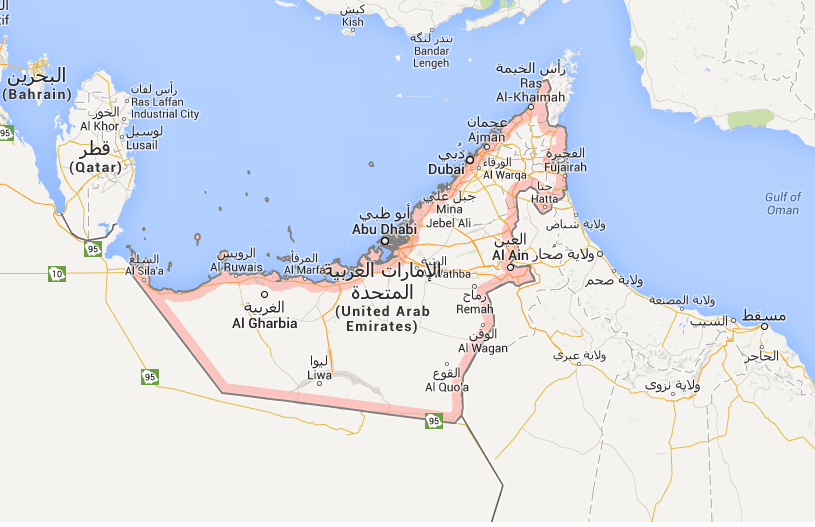 كيش
Kish
بندر لنگة
Bandar
Lengeh
البحرين
(Bahrain)
رأس الخيمة
Ras
Al-Khaimah
رأس لفان
Ras Laffan
Industrial City
الخور
Al Khor
لوسيل
Lusail
95
قطر
(Qatar)
عجمان
Ajman
دبي
Dubai
الورقاء
Al Warqa
الفجيرة
Fujairah
حتا
Hatta
جبل علي
Mina
Jebel Ali
Gulf of
Oman
أبو ظبي
Abu Dhabi
ولاية شناص
95
السلع
Al Sila'a
الرويس
Al Ruwais
المرفأ
Al Marfa
العين
Al Ain
ولاية صحار
10
الإمارات العربية
المتحدة
(United Arab
Emirates)
ولاية صحم
رماح
Remah
ولاية المصنعة
الغربية
Al Gharbia
السيب
مسقط
الوقن
Al Wagan
ولاية عبري
الحاجر
ليوا
Liwa
القوع
Al Quo'a
ولاية نزوى
95
95